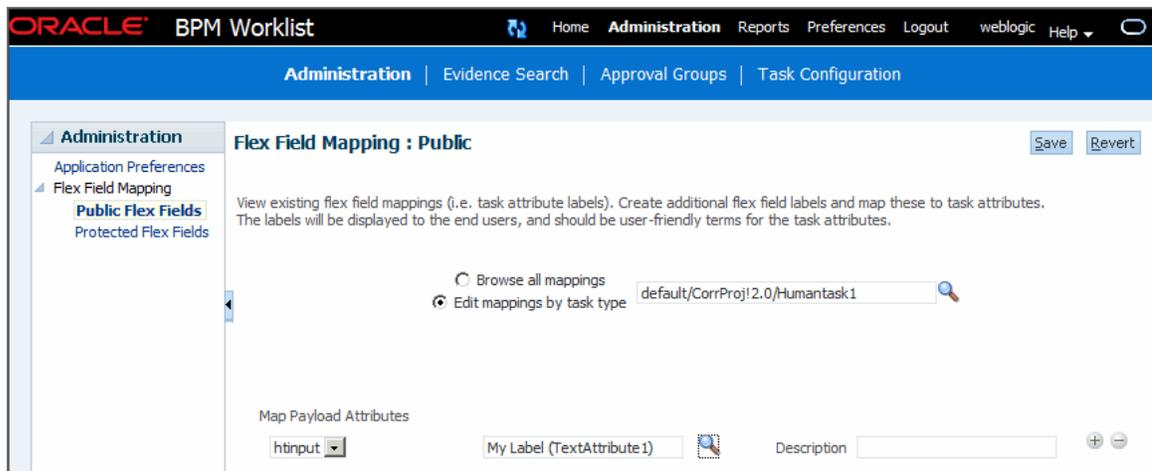 ORACLE® BPM Worklist Home Administration Reports Preferences Logout weblogic Help
Administration | Evidence Search | Approval Groups | Task Configuration
Administration
Application Preferences
Flex Field Mapping
Public Flex Fields
Protected Flex Fields
Flex Field Mapping : Public
Save Revert
View existing flex field mappings (i.e. task attribute labels). Create additional flex field labels and map these to task attributes.
The labels will be displayed to the end users, and should be user-friendly terms for the task attributes.
Browse all mappings
Edit mappings by task type default/CorrProj!2.0/Humantask1
Map Payload Attributes
htinput My Label (TextAttribute1) Description